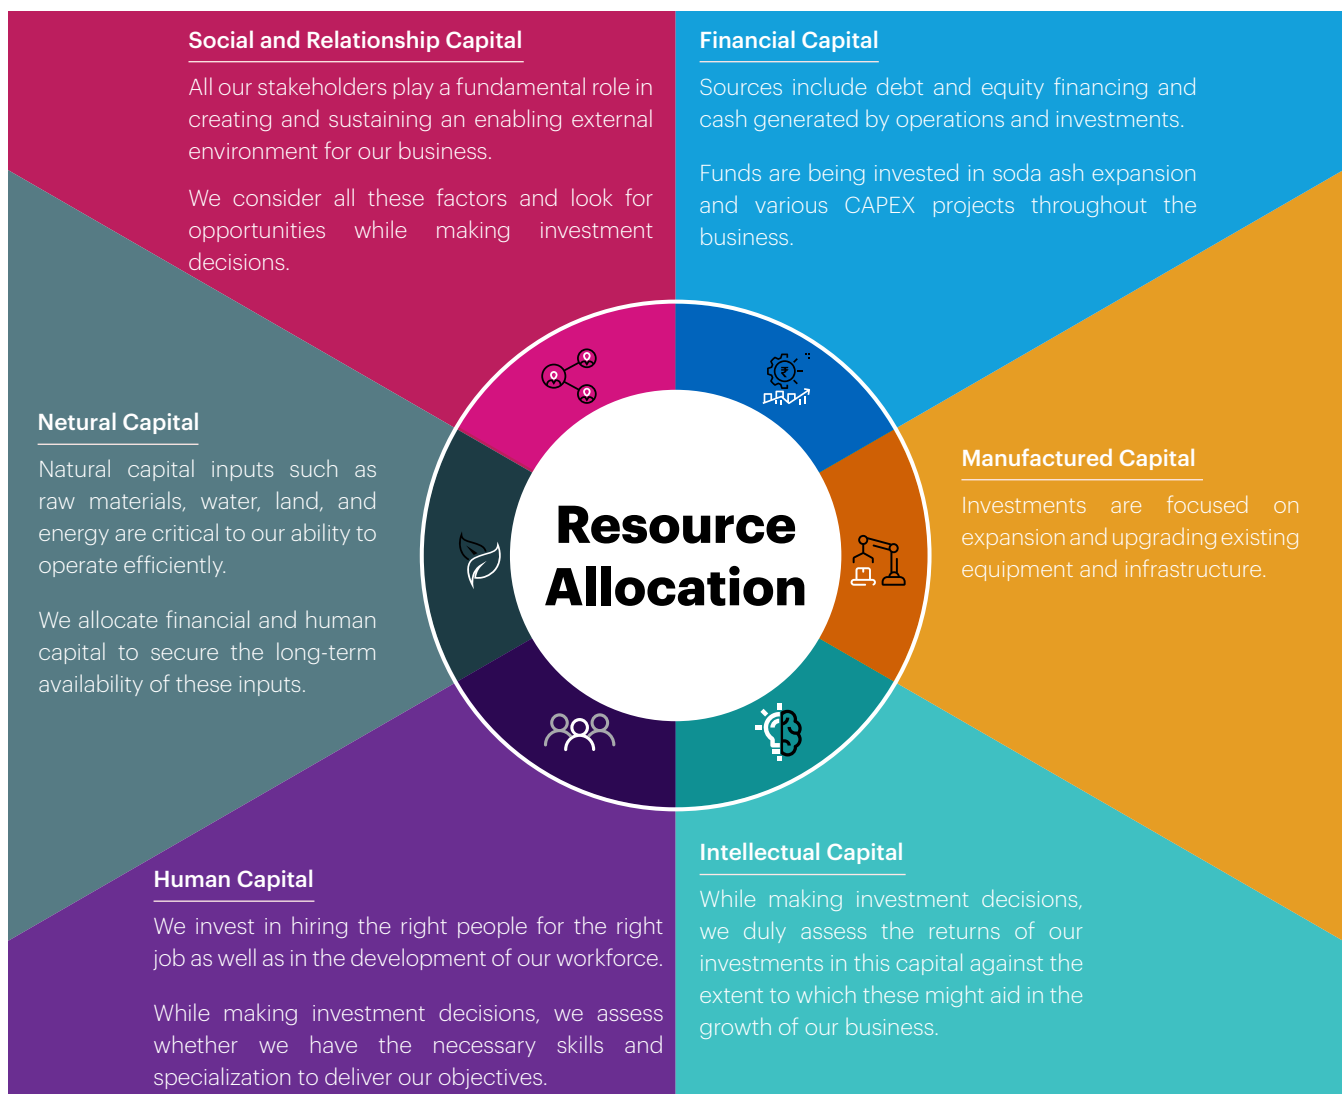 Social and Relationship Capital
All our stakeholders play a fundamental role in
creating and sustaining an enabling external
environment for our business.
We consider all these factors and look for
opportunities while making investment
decisions.
Financial Capital
Sources include debt and equity financing and
cash generated by operations and investments.
Funds are being invested in soda ash expansion
and various CAPEX projects throughout the
business.
Netural Capital
Natural capital inputs such as
raw materials, water, land, and
energy are critical to our ability to
operate efficiently.
We allocate financial and human
capital to secure the long-term
availability of these inputs.
Resource
Allocation
₹
Manufactured Capital
Investments are focused on
expansion and upgrading existing
equipment and infrastructure.
Human Capital
We invest in hiring the right people for the right
job as well as in the development of our workforce.
While making investment decisions, we assess
whether we have the necessary skills and
specialization to deliver our objectives.
Intellectual Capital
While making investment decisions,
we duly assess the returns of our
investments in this capital against the
extent to which these might aid in the
growth of our business.